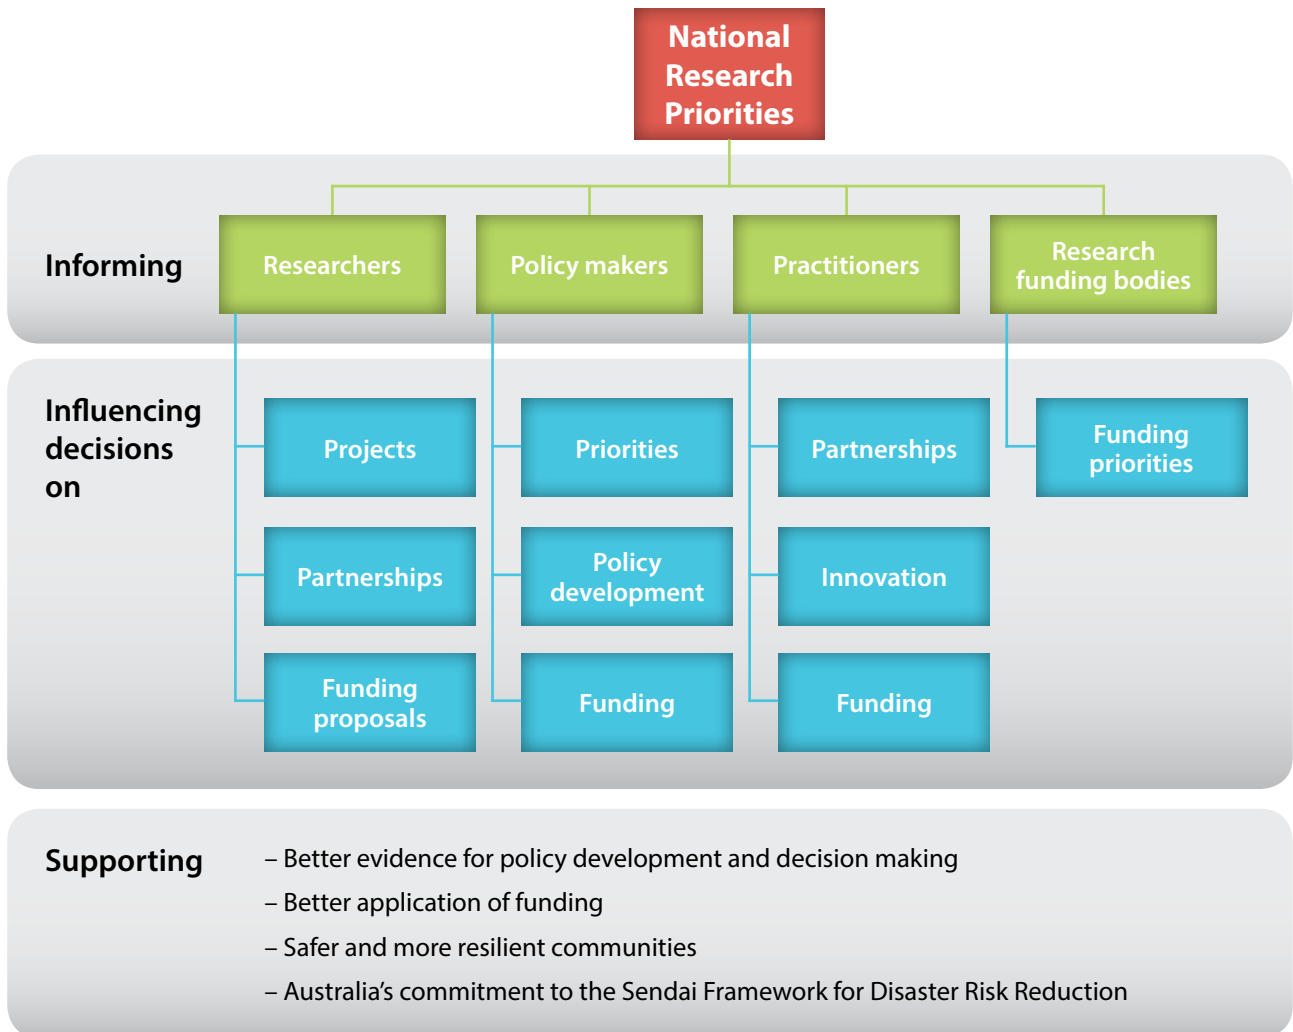 National
Research
Priorities
Informing
Researchers
Policy makers
Practitioners
Research
funding bodies
Influencing
decisions
on
Projects
Priorities
Partnerships
Funding
priorities
Partnerships
Policy
development
Innovation
Funding
proposals
Funding
Funding
Supporting
– Better evidence for policy development and decision making
– Better application of funding
– Safer and more resilient communities
– Australia’s commitment to the Sendai Framework for Disaster Risk Reduction